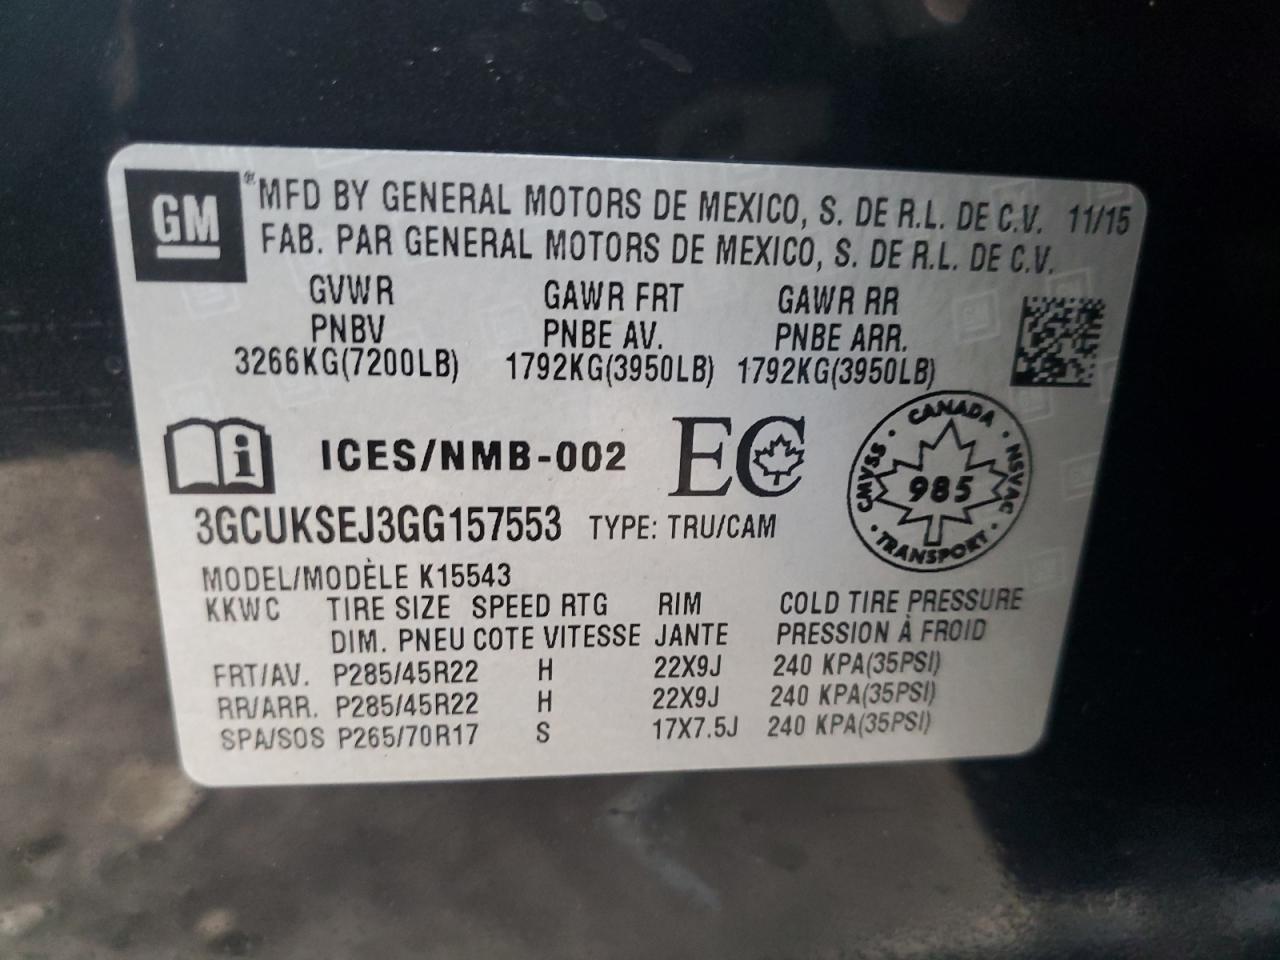 GM ® MFD BY GENERAL MOTORS DE MEXICO, S. DE R.L. DE C.V. 11/15
FAB. PAR GENERAL MOTORS DE MEXICO, S. DE R.L. DE C.V.
GVWR GAWR FRT GAWR RR
PNBV PNBE AV. PNBE ARR.
3266KG(7200LB) 1792KG(3950LB) 1792KG(3950LB)
i ICES/NMB-002 EC
CANADA
CMVSS 985 NSVAC
TRANSPORT
3GCUKSEJ3GG157553 TYPE: TRU/CAM
MODEL/MODÈLE K15543
KKWC TIRE SIZE SPEED RTG RIM COLD TIRE PRESSURE
DIM. PNEU COTE VITESSE JANTE PRESSION À FROID
FRT/AV. P285/45R22 H 22X9J 240 KPA(35PSI)
RR/ARR. P285/45R22 H 22X9J 240 KPA(35PSI)
SPA/SOS P265/70R17 S 17X7.5J 240 KPA(35PSI)